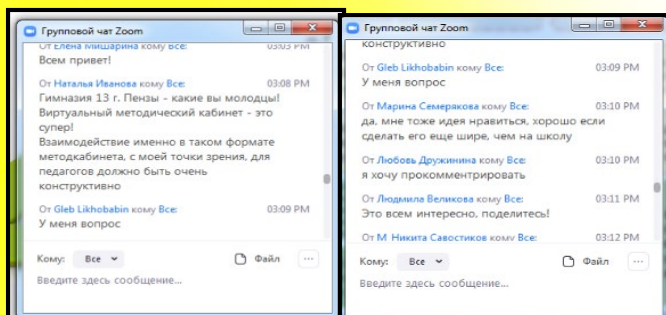 Групповой чат Zoom
От Елена Мишарина кому Все: 03:03 PM
Всем привет!
От Наталья Иванова кому Все: 03:08 PM
Гимназия 13 г. Пензы - какие вы молодцы!
Виртуальный методический кабинет - это
супер!
Взаимодействие именно в таком формате
методкабинета, с моей точки зрения, для
педагогов должно быть очень
конструктивно
От Gleb Likhobabin кому Все: 03:09 PM
У меня вопрос
Кому: Все Файл ...
Введите здесь сообщение...
Групповой чат Zoom
конструктивно
От Gleb Likhobabin кому Все: 03:09 PM
У меня вопрос
От Марина Семерякова кому Все: 03:10 PM
да, мне тоже идея нравиться, хорошо если
сделать его еще шире, чем на школу
От Любовь Дружинина кому Все: 03:10 PM
я хочу прокомментрировать
От Людмила Великова кому Все: 03:11 PM
Это всем интересно, поделитесь!
От М_Никита Савостиков кому Все: 03:12 PM
Кому: Все Файл ...
Введите здесь сообщение...